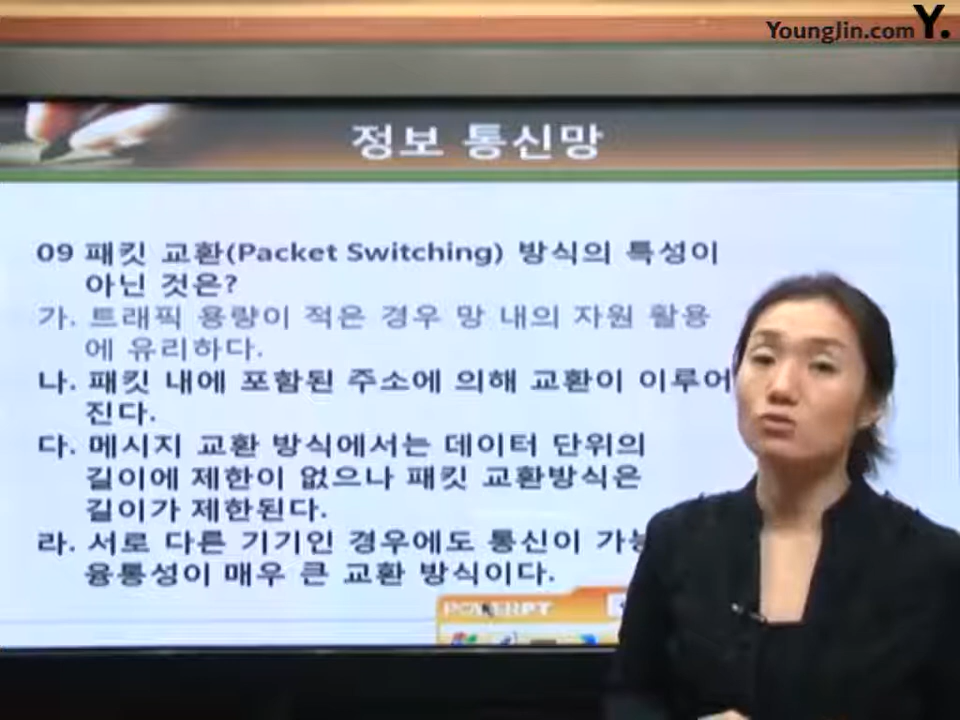 YoungJin.com Y.
정보 통신망
09 패킷 교환(Packet Switching) 방식의 특성이
아닌 것은?
가. 트래픽 용량이 적은 경우 망 내의 자원 활용
에 유리하다.
나. 패킷 내에 포함된 주소에 의해 교환이 이루어
진다.
다. 메시지 교환 방식에서는 데이터 단위의
길이에 제한이 없으나 패킷 교환방식은
길이가 제한된다.
라. 서로 다른 기기인 경우에도 통신이 가능
융통성이 매우 큰 교환 방식이다.